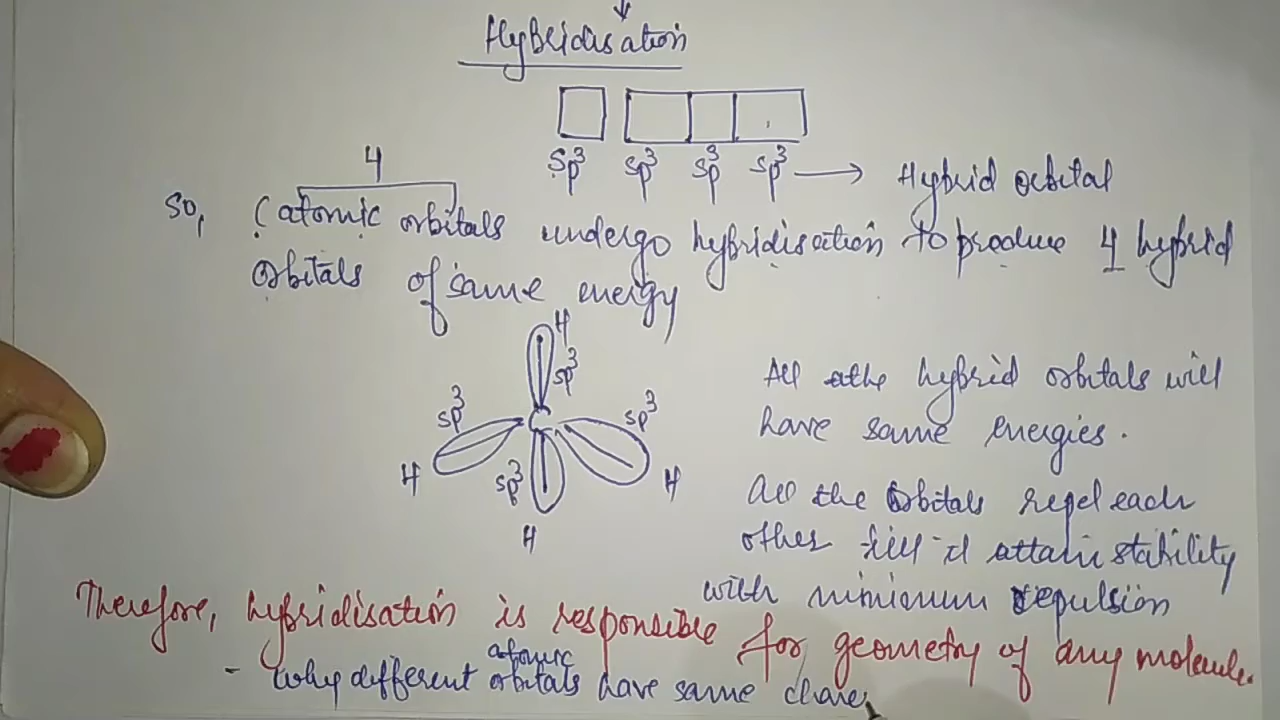 Hybridisation
sp³ sp³ sp³ sp³ → Hybrid orbital
4
So, (atomic orbitals undergo hybridisation to produce 4 hybrid
orbitals of same energy
H
sp³
sp³ C sp³
H sp³ H
H
All the hybrid orbitals will
have same energies.
All the orbitals repel each
other till it attain stability
with minimum repulsion
Therefore, hybridisation is responsible for geometry of any molecule.
- Why different atomic orbitals have same